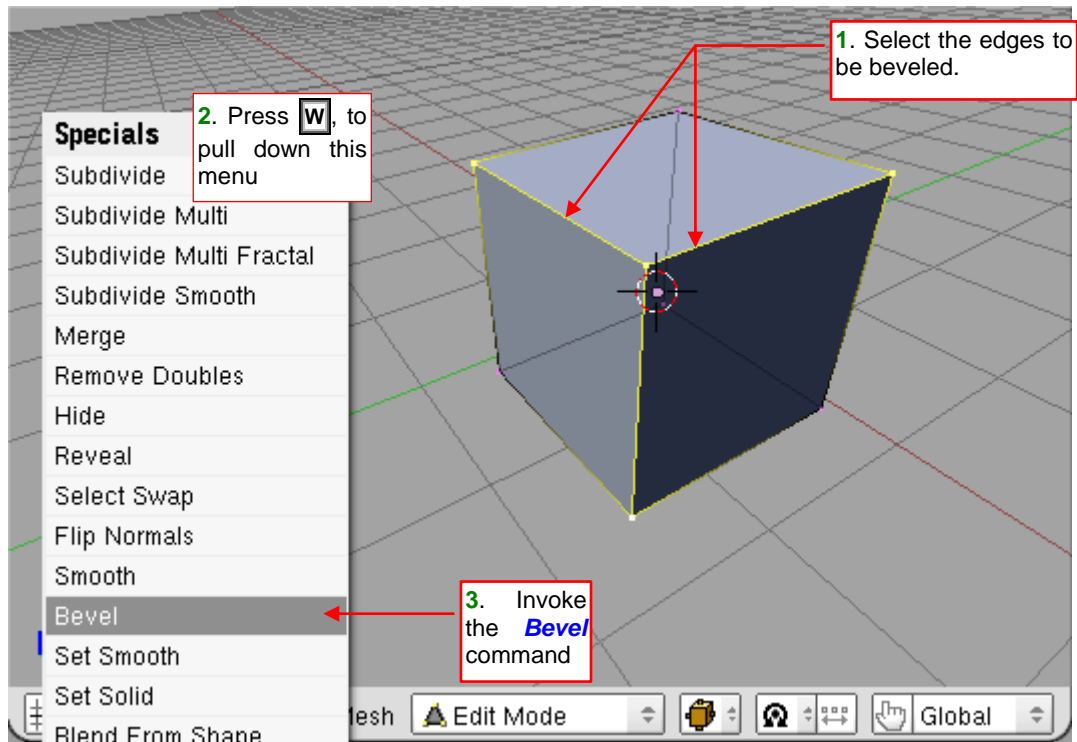 1. Select the edges to
be beveled.
2. Press W, to
pull down this
menu
Specials
Subdivide
Subdivide Multi
Subdivide Multi Fractal
Subdivide Smooth
Merge
Remove Doubles
Hide
Reveal
Select Swap
Flip Normals
Smooth
Bevel
Set Smooth
Set Solid
Blend From Shape
3. Invoke
the Bevel
command
Edit Mode
Global